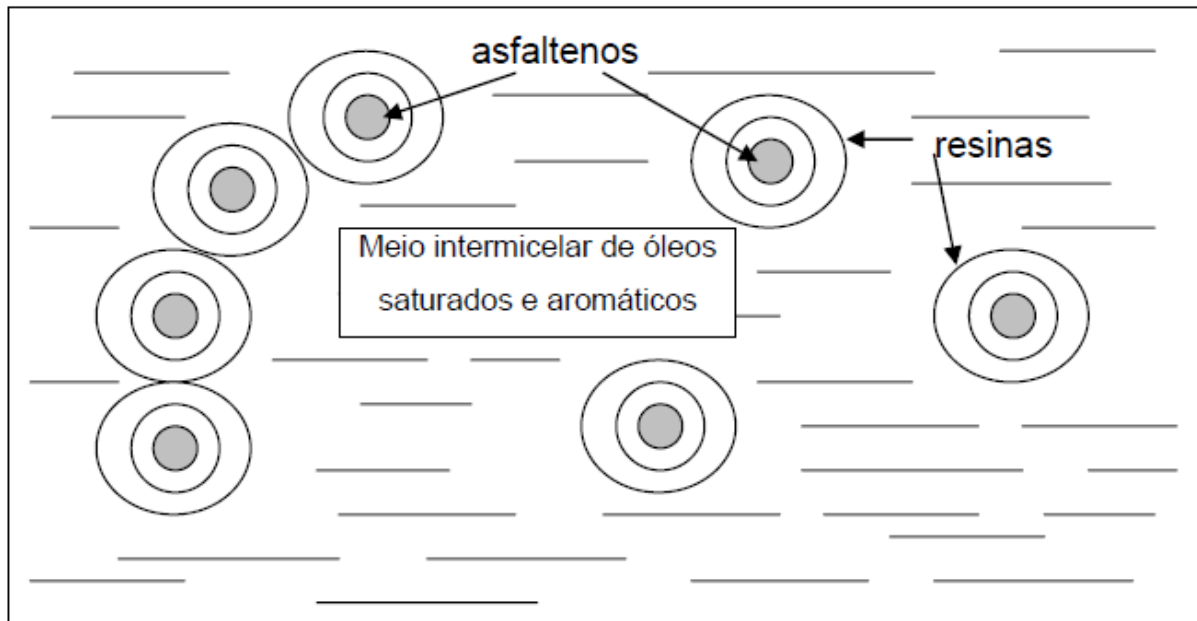 asfaltenos
resinas
Meio intermicelar de óleos
saturados e aromáticos